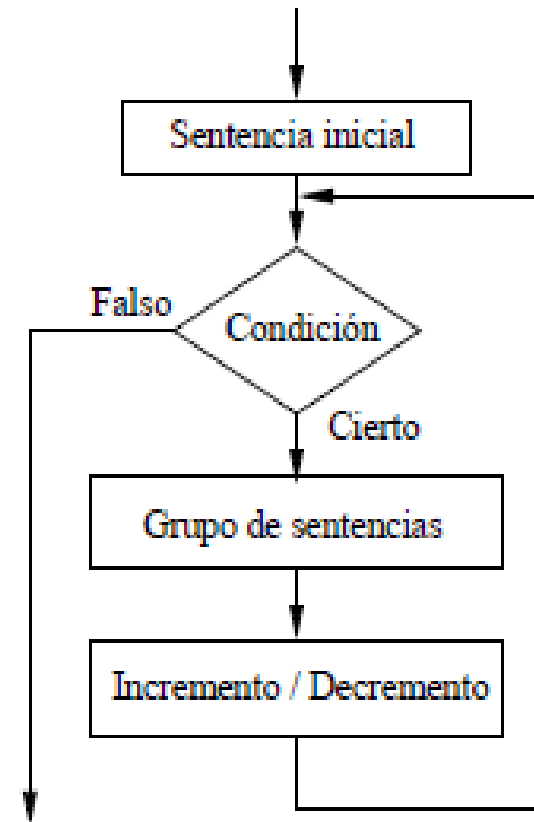 Sentencia inicial
Falso
Condición
Cierto
Grupo de sentencias
Incremento / Decremento